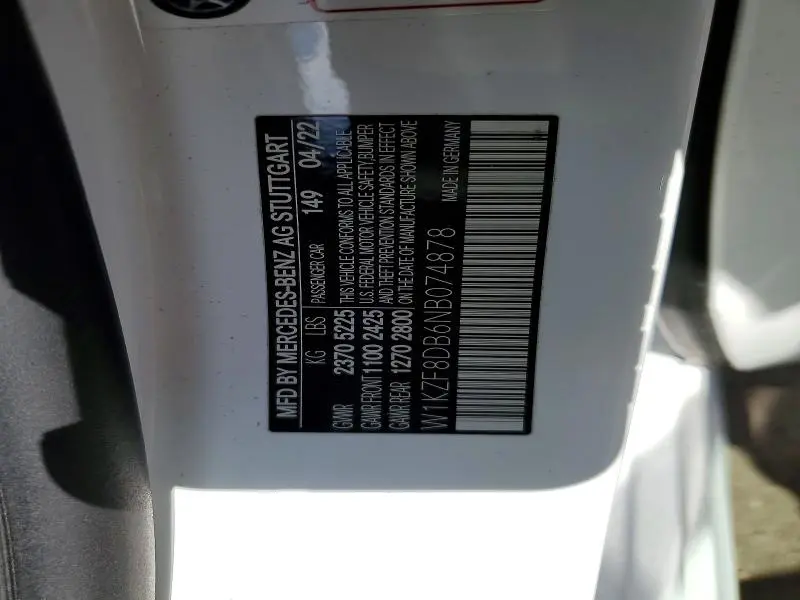 MFD BY MERCEDES-BENZ AG STUTTGART
KG LBS PASSENGER CAR 149 04/22
GVWR 2370 5225 THIS VEHICLE CONFORMS TO ALL APPLICABLE
GAWR FRONT 1100 2425 U.S. FEDERAL MOTOR VEHICLE SAFETY, BUMPER
AND THEFT PREVENTION STANDARDS IN EFFECT
GAWR REAR 1270 2800 ON THE DATE OF MANUFACTURE SHOWN ABOVE
W1KZF8DB6NB074878 MADE IN GERMANY